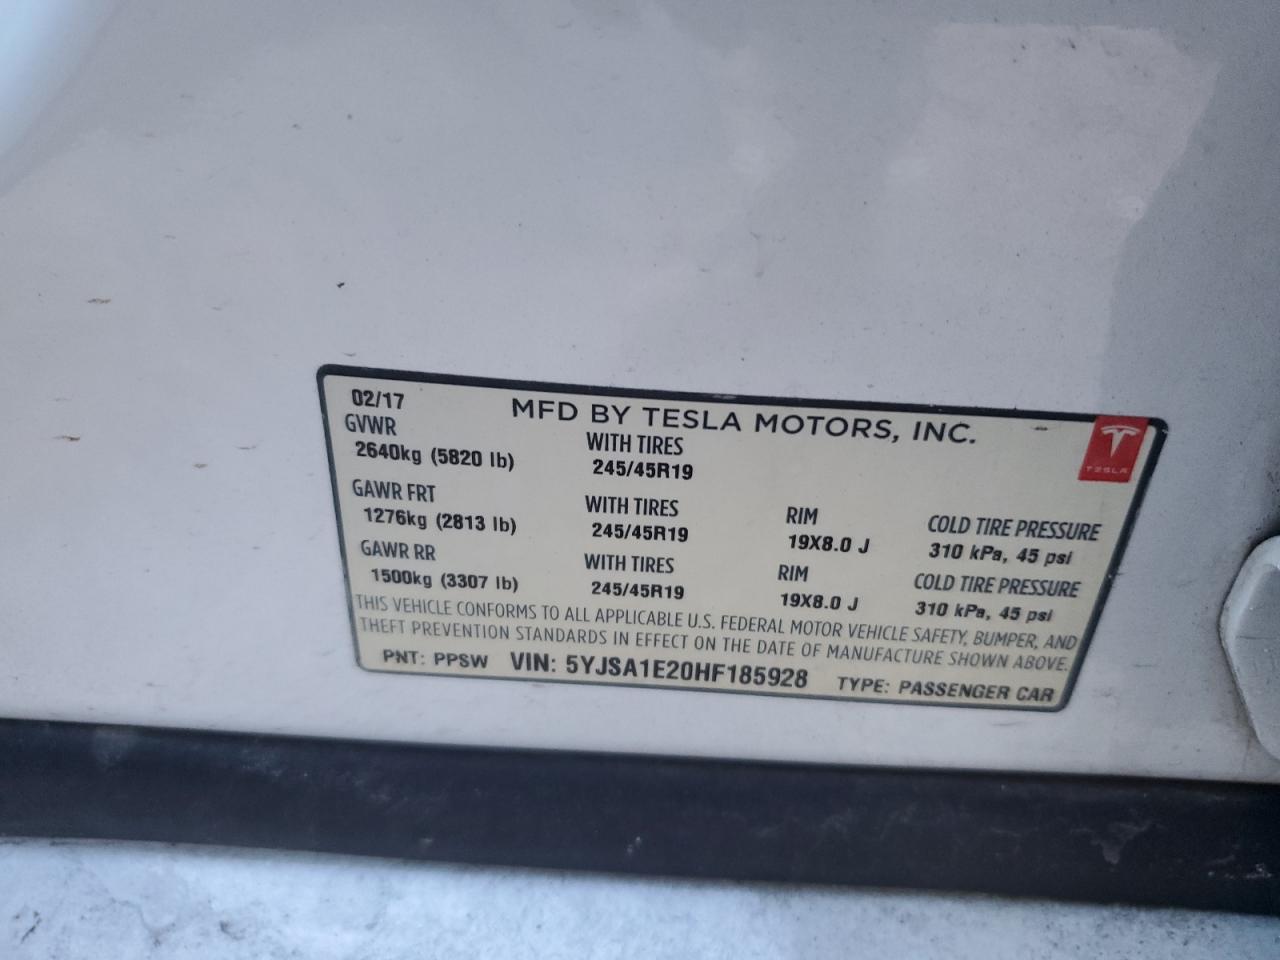 02/17
MFD BY TESLA MOTORS, INC.
TESLA
GVWR
WITH TIRES
2640kg (5820 lb)
245/45R19
GAWR FRT
WITH TIRES
RIM
COLD TIRE PRESSURE
1276kg (2813 lb)
245/45R19
19X8.0 J
310 kPa, 45 psi
GAWR RR
WITH TIRES
RIM
COLD TIRE PRESSURE
1500kg (3307 lb)
245/45R19
19X8.0 J
310 kPa, 45 psi
THIS VEHICLE CONFORMS TO ALL APPLICABLE U.S. FEDERAL MOTOR VEHICLE SAFETY, BUMPER, AND
THEFT PREVENTION STANDARDS IN EFFECT ON THE DATE OF MANUFACTURE SHOWN ABOVE.
PNT: PPSW VIN: 5YJSA1E20HF185928 TYPE: PASSENGER CAR